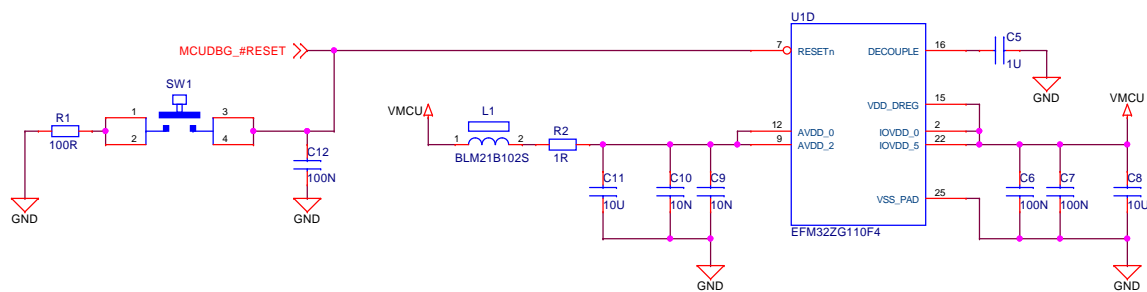 U1D
MCUDBG_#RESET
7
RESETn
DECOUPLE
16
C5
1U
GND
SW1
VDD_DREG
15
VMCU
VMCU
R1
100R
1
2
3
4
L1
1
2
BLM21B102S
R2
1R
12
AVDD_0
9
AVDD_2
IOVDD_0
2
IOVDD_5
22
C12
100N
GND
GND
C11
10U
C10
10N
C9
10N
VSS_PAD
25
C6
100N
C7
100N
C8
10U
EFM32ZG110F4
GND
GND